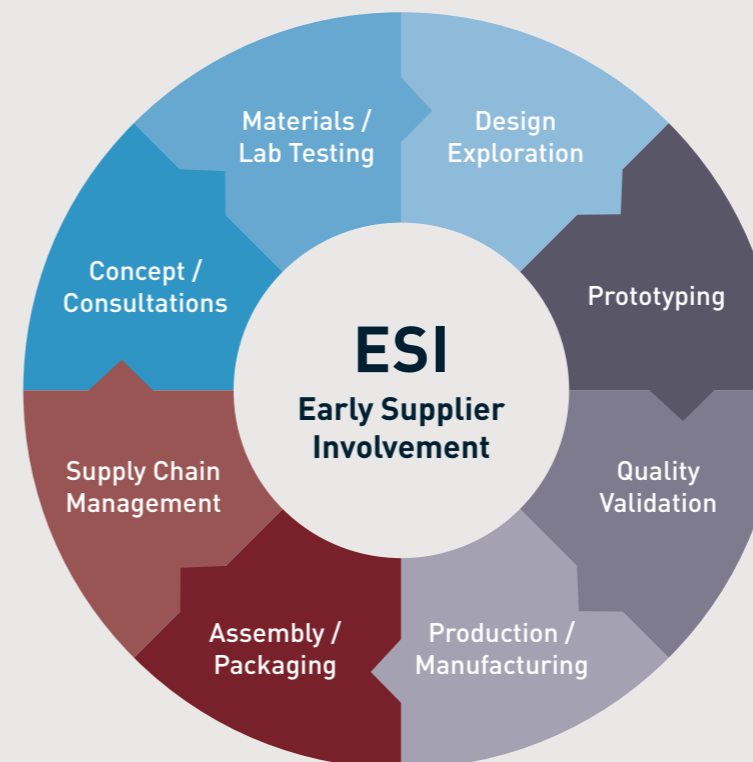 Materials /
Lab Testing
Design
Exploration
Concept /
Consultations
Prototyping
ESI
Early Supplier
Involvement
Supply Chain
Management
Quality
Validation
Assembly /
Packaging
Production /
Manufacturing